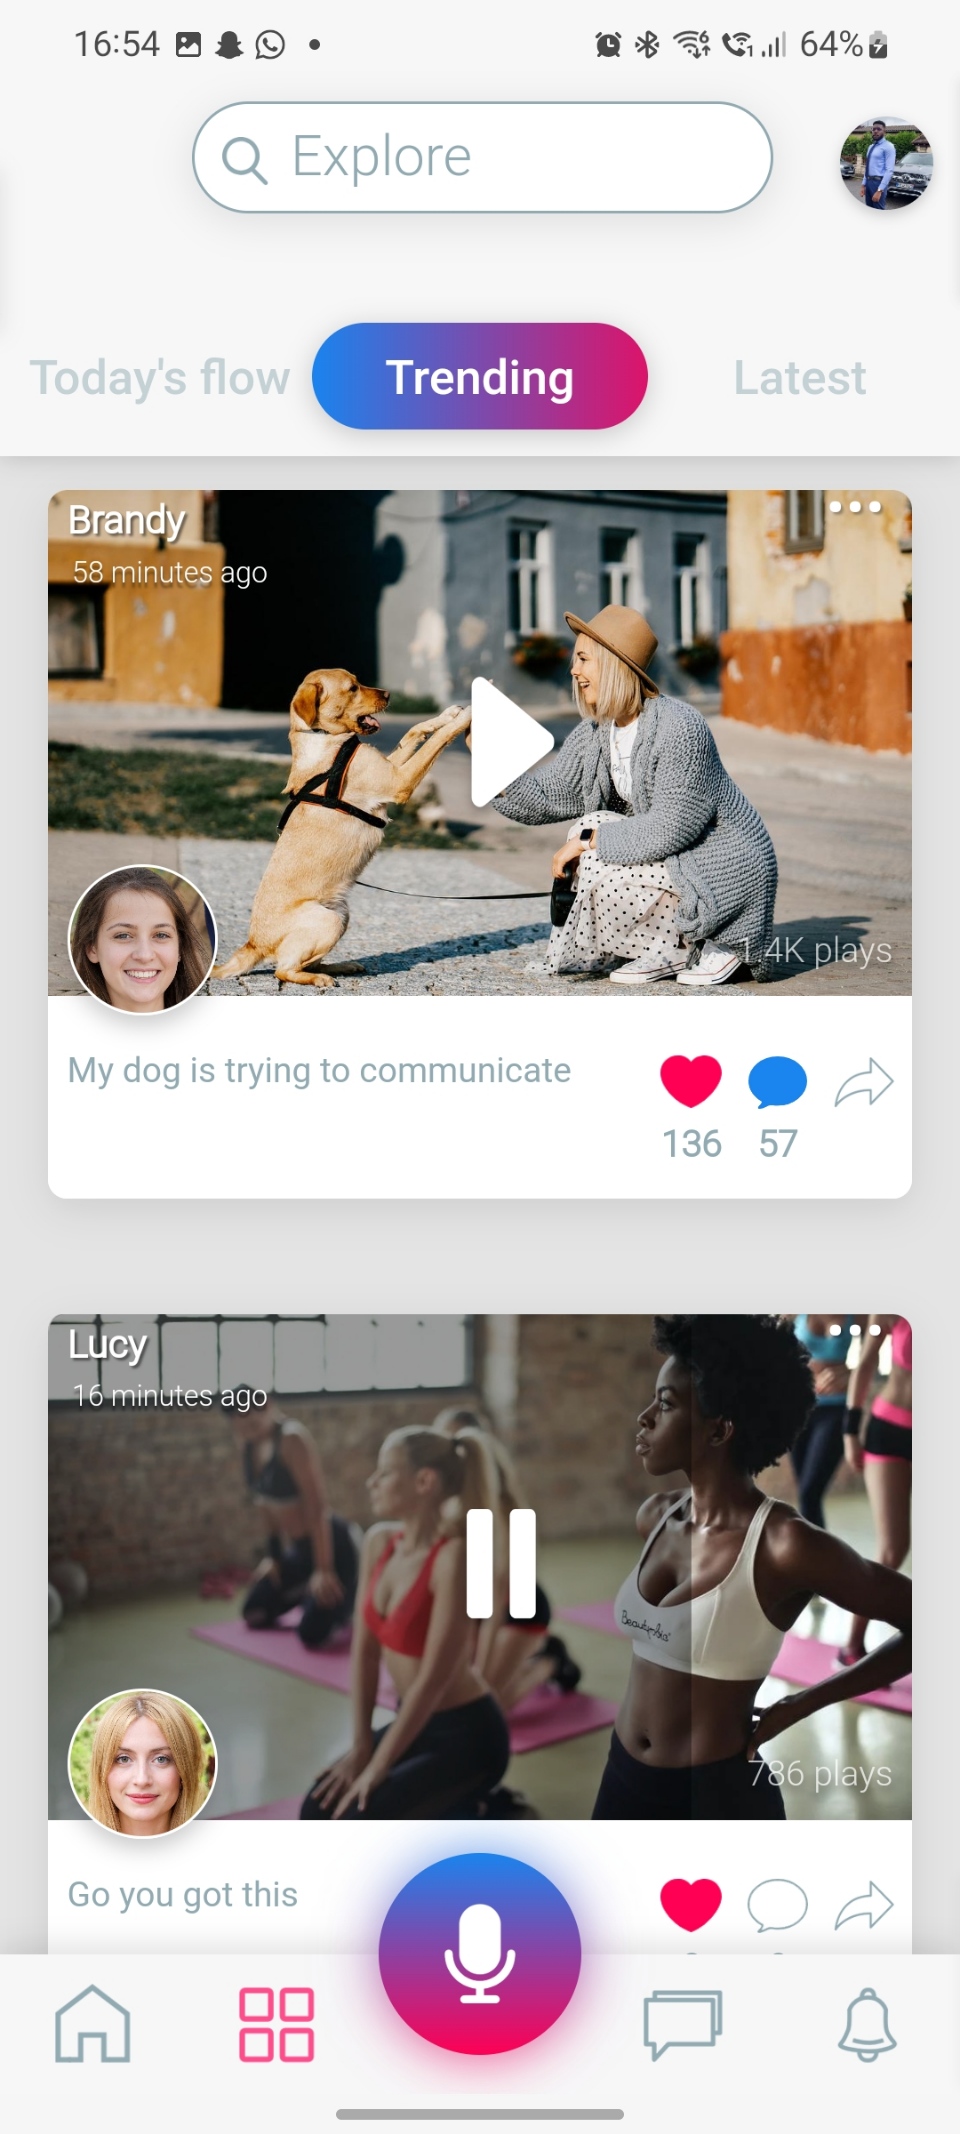 16:54
64%
Explore
Today's flow
Trending
Latest
Brandy
58 minutes ago
1.4K plays
My dog is trying to communicate
136
57
Lucy
16 minutes ago
786 plays
Go you got this